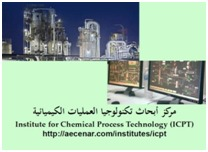 مركز أبحاث تكنولوجيا العمليات الكيميائية
Institute for Chemical Process Technology (ICPT)
http://aecenar.com/institutes/icpt